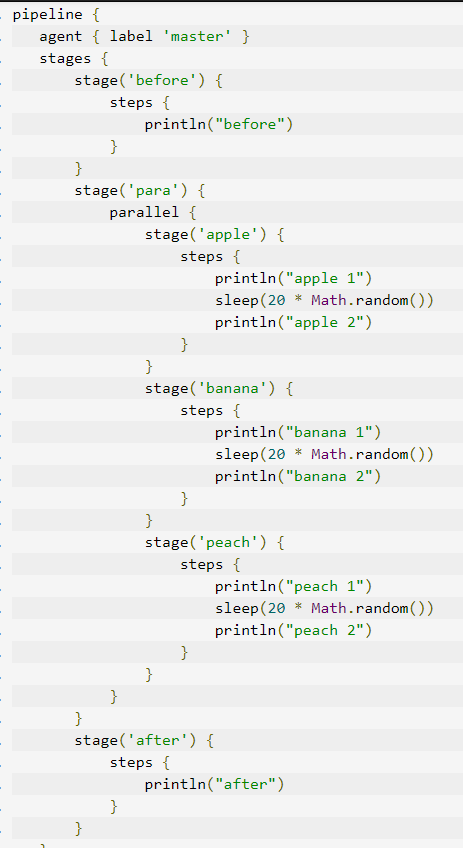 pipeline {
   agent { label 'master' }
   stages {
       stage('before') {
           steps {
               println("before")
           }
       }
       stage('para') {
           parallel {
               stage('apple') {
                   steps {
                       println("apple 1")
                       sleep(20 * Math.random())
                       println("apple 2")
                   }
               }
               stage('banana') {
                   steps {
                       println("banana 1")
                       sleep(20 * Math.random())
                       println("banana 2")
                   }
               }
               stage('peach') {
                   steps {
                       println("peach 1")
                       sleep(20 * Math.random())
                       println("peach 2")
                   }
               }
           }
       }
       stage('after') {
           steps {
               println("after")
           }
       }